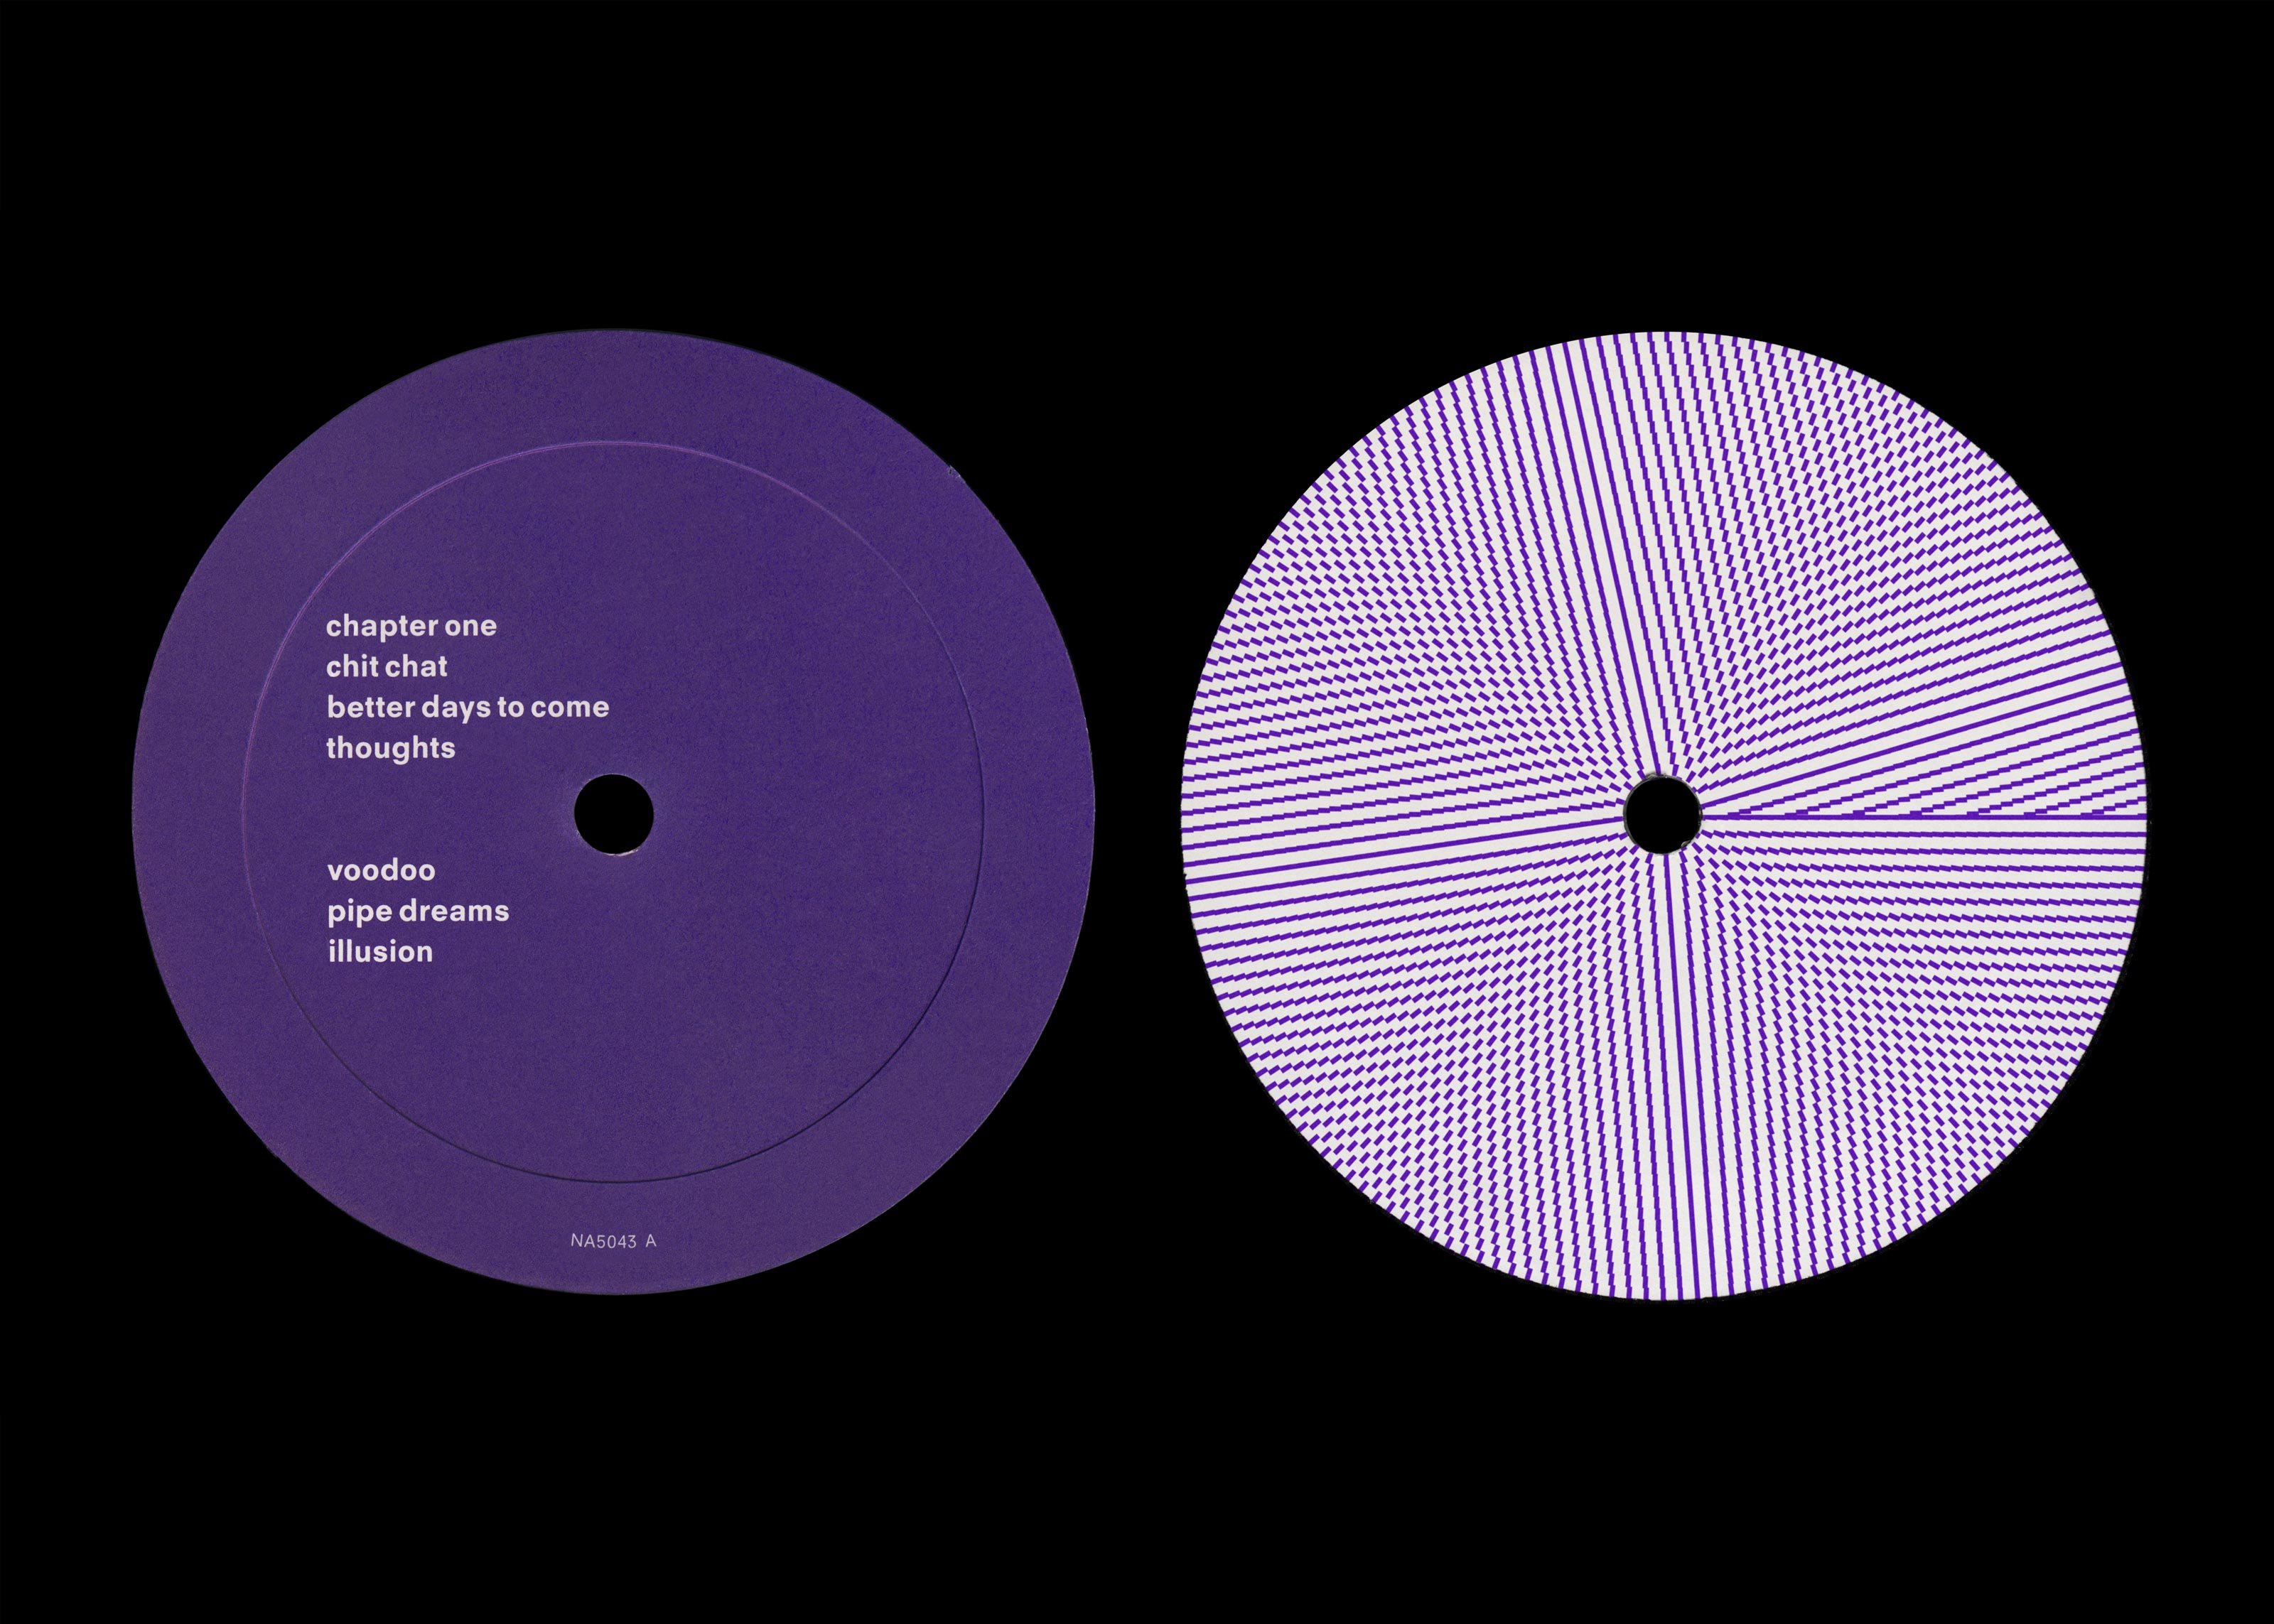 chapter one
chit chat
better days to come
thoughts
voodoo
pipe dreams
illusion
NA5043 A